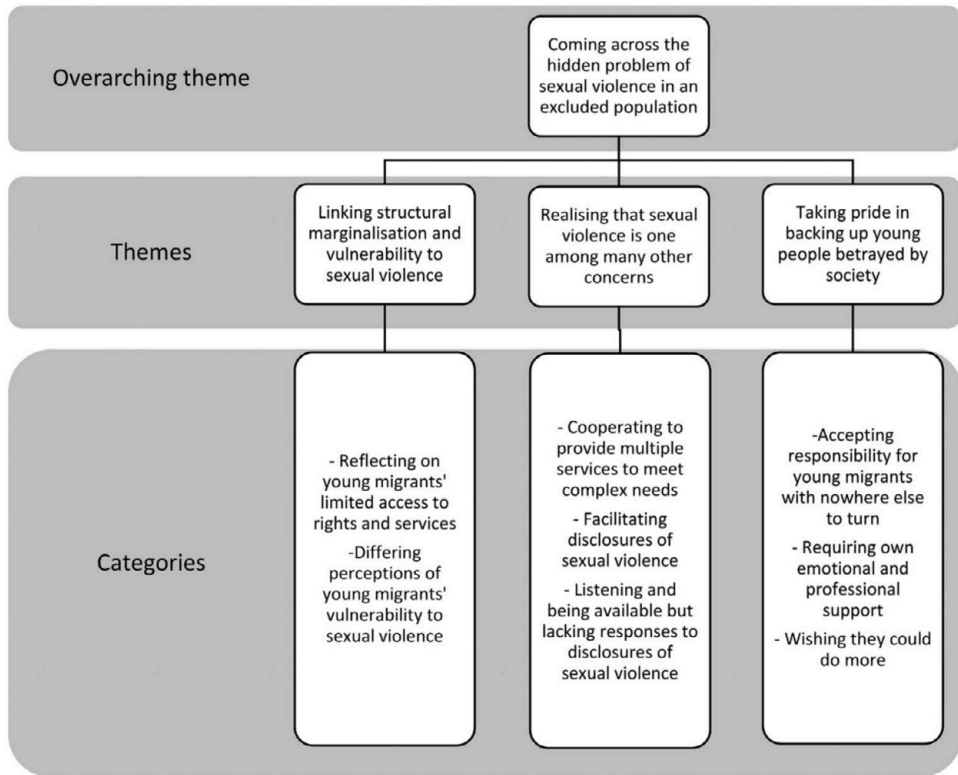 Overarching theme
Coming across the
hidden problem of
sexual violence in an
excluded population
Themes
Linking structural
marginalisation and
vulnerability to
sexual violence
Realising that sexual
violence is one
among many other
concerns
Taking pride in
backing up young
people betrayed by
society
Categories
- Reflecting on
young migrants'
limited access to
rights and services
-Differing
perceptions of
young migrants'
vulnerability to
sexual violence
- Cooperating to
provide multiple
services to meet
complex needs
- Facilitating
disclosures of
sexual violence
- Listening and
being available but
lacking responses to
disclosures of
sexual violence
-Accepting
responsibility for
young migrants
with nowhere else
to turn
- Requiring own
emotional and
professional
support
- Wishing they could
do more